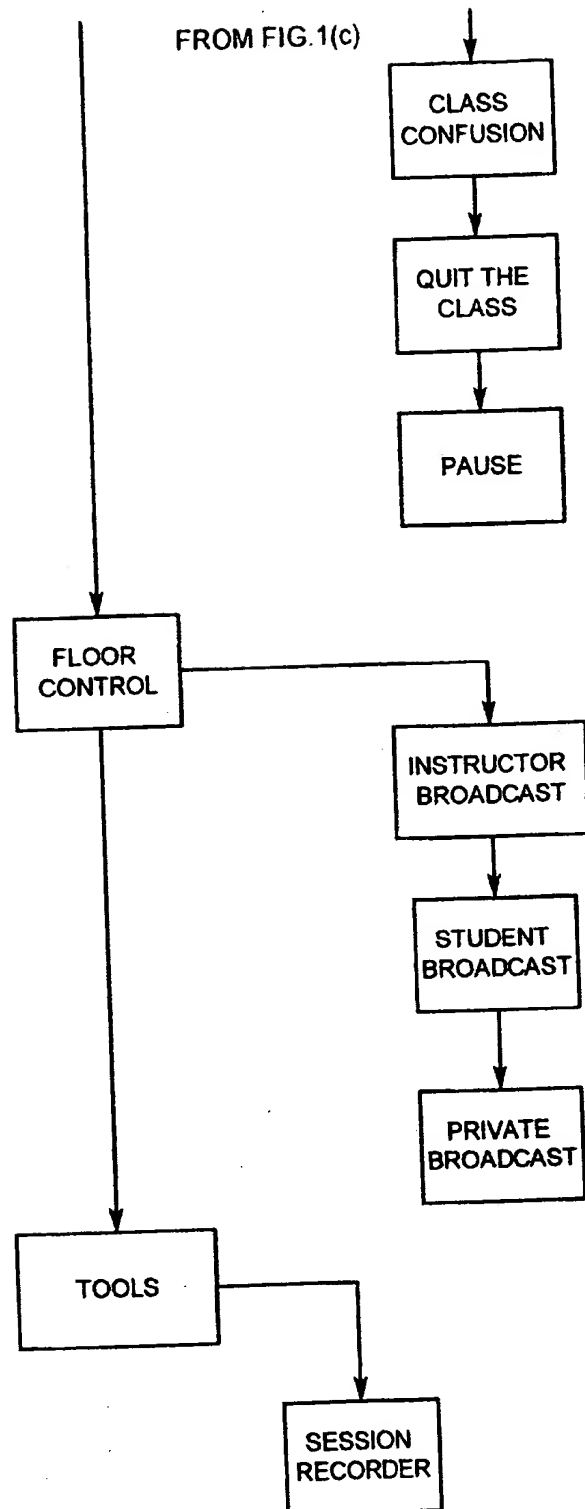 FROM FIG.1(c)
CLASS
CONFUSION
QUIT THE
CLASS
PAUSE
FLOOR
CONTROL
INSTRUCTOR
BROADCAST
STUDENT
BROADCAST
PRIVATE
BROADCAST
TOOLS
SESSION
RECORDER